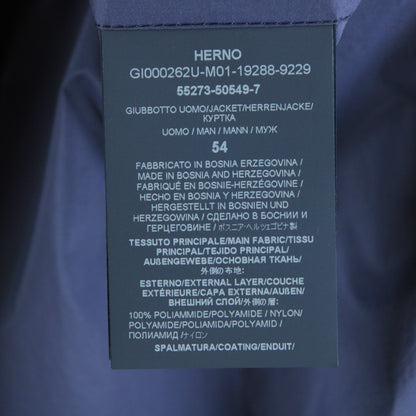 HERNO
GI000262U-M01-19288-9229
55273-50549-7
GIUBBOTTO UOMO/JACKET/HERRENJACKE/
КУРТКА
UOMO / MAN / MANN / МУЖ
54
FABBRICATO IN BOSNIA ERZEGOVINA /
MADE IN BOSNIA AND HERZEGOVINA /
FABRIQUÉ EN BOSNIE-HERZÉGOVINE /
HECHO EN BOSNIA Y HERZEGOVINA /
HERGESTELLT IN BOSNIEN UND
HERZEGOWINA / СДЕЛАНО В БОСНИИ И
ГЕРЦЕГОВИНЕ / ボスニア・ヘルツェゴビナ製
TESSUTO PRINCIPALE/MAIN FABRIC/TISSU
PRINCIPAL/TEJIDO PRINCIPAL/
AUßENGEWEBE/ОСНОВНАЯ ТКАНЬ/
外側の布地:
ESTERNO/EXTERNAL LAYER/COUCHE
EXTÉRIEURE/CAPA EXTERNA/AUßEN/
ВНЕШНИЙ СЛОЙ/外側の層/:
100% POLIAMMIDE/POLYAMIDE / NYLON/
POLYAMIDE/POLIAMIDA/POLYAMID /
ПОЛИАМИД /ナイロン
SPALMATURA/COATING/ENDUIT/